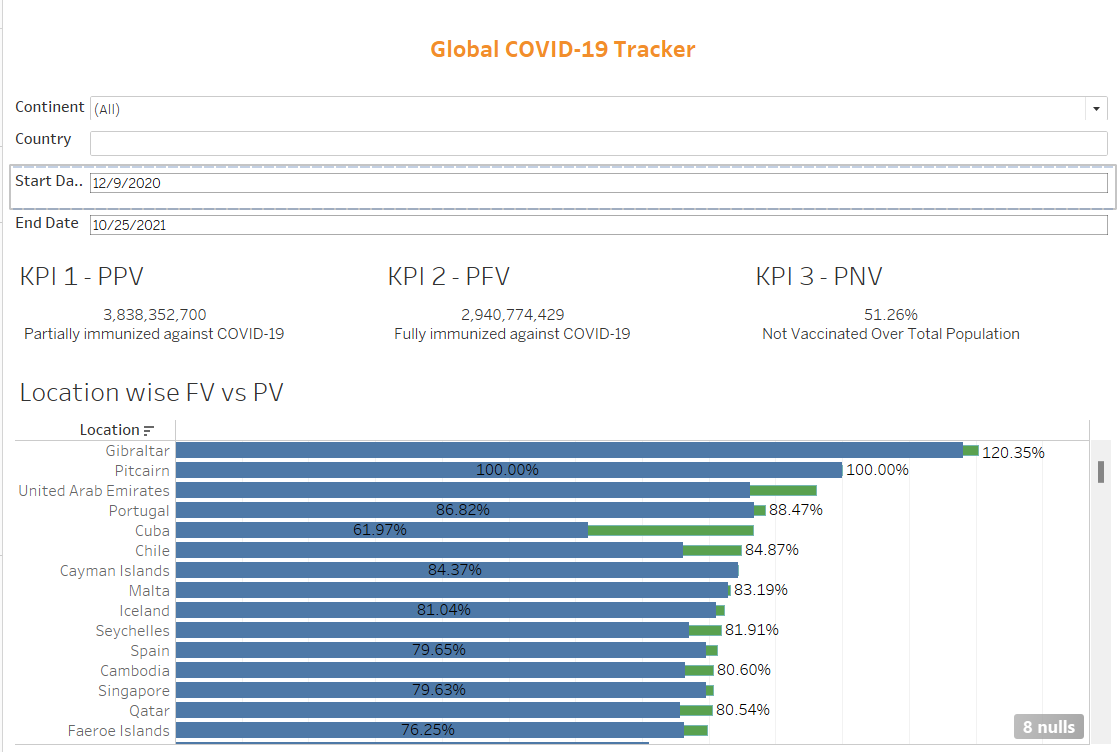 Global COVID-19 Tracker
Continent (All)
Country
Start Da.. 12/9/2020
End Date 10/25/2021
KPI 1 - PPV KPI 2 - PFV KPI 3 - PNV
3,838,352,700 2,940,774,429 51.26%
Partially immunized against COVID-19 Fully immunized against COVID-19 Not Vaccinated Over Total Population
Location wise FV vs PV
Location
Gibraltar 120.35%
Pitcairn 100.00% 100.00%
United Arab Emirates
Portugal 86.82% 88.47%
Cuba 61.97%
Chile 84.87%
Cayman Islands 84.37%
Malta 83.19%
Iceland 81.04%
Seychelles 81.91%
Spain 79.65%
Cambodia 80.60%
Singapore 79.63%
Qatar 80.54%
Faeroe Islands 76.25%
8 nulls